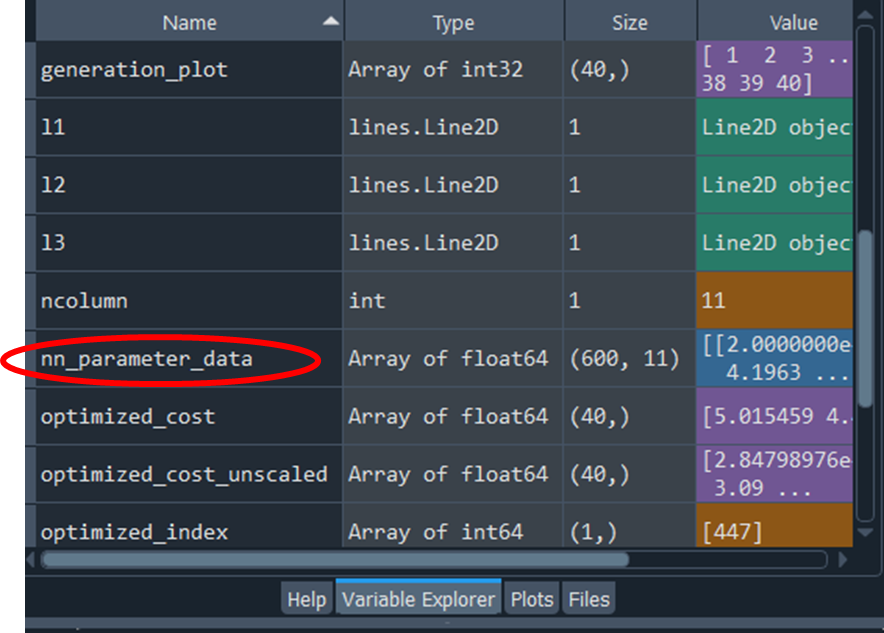 Name Type Size Value
generation_plot Array of int32 (40,) [ 1 2 3 ..
38 39 40]
l1 lines.Line2D 1 Line2D objec
l2 lines.Line2D 1 Line2D objec
l3 lines.Line2D 1 Line2D objec
ncolumn int 1 11
nn_parameter_data Array of float64 (600, 11) [[2.0000000e
4.1963 ...
optimized_cost Array of float64 (40,) [5.015459 4.
optimized_cost_unscaled Array of float64 (40,) [2.84798976e
3.09 ...
optimized_index Array of int64 (1,) [447]
Help Variable Explorer Plots Files